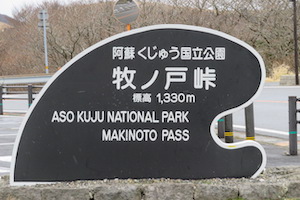 阿蘇くじゅう国立公園
牧ノ戸峠
標高 1,330m
ASO KUJU NATIONAL PARK
MAKINOTO PASS